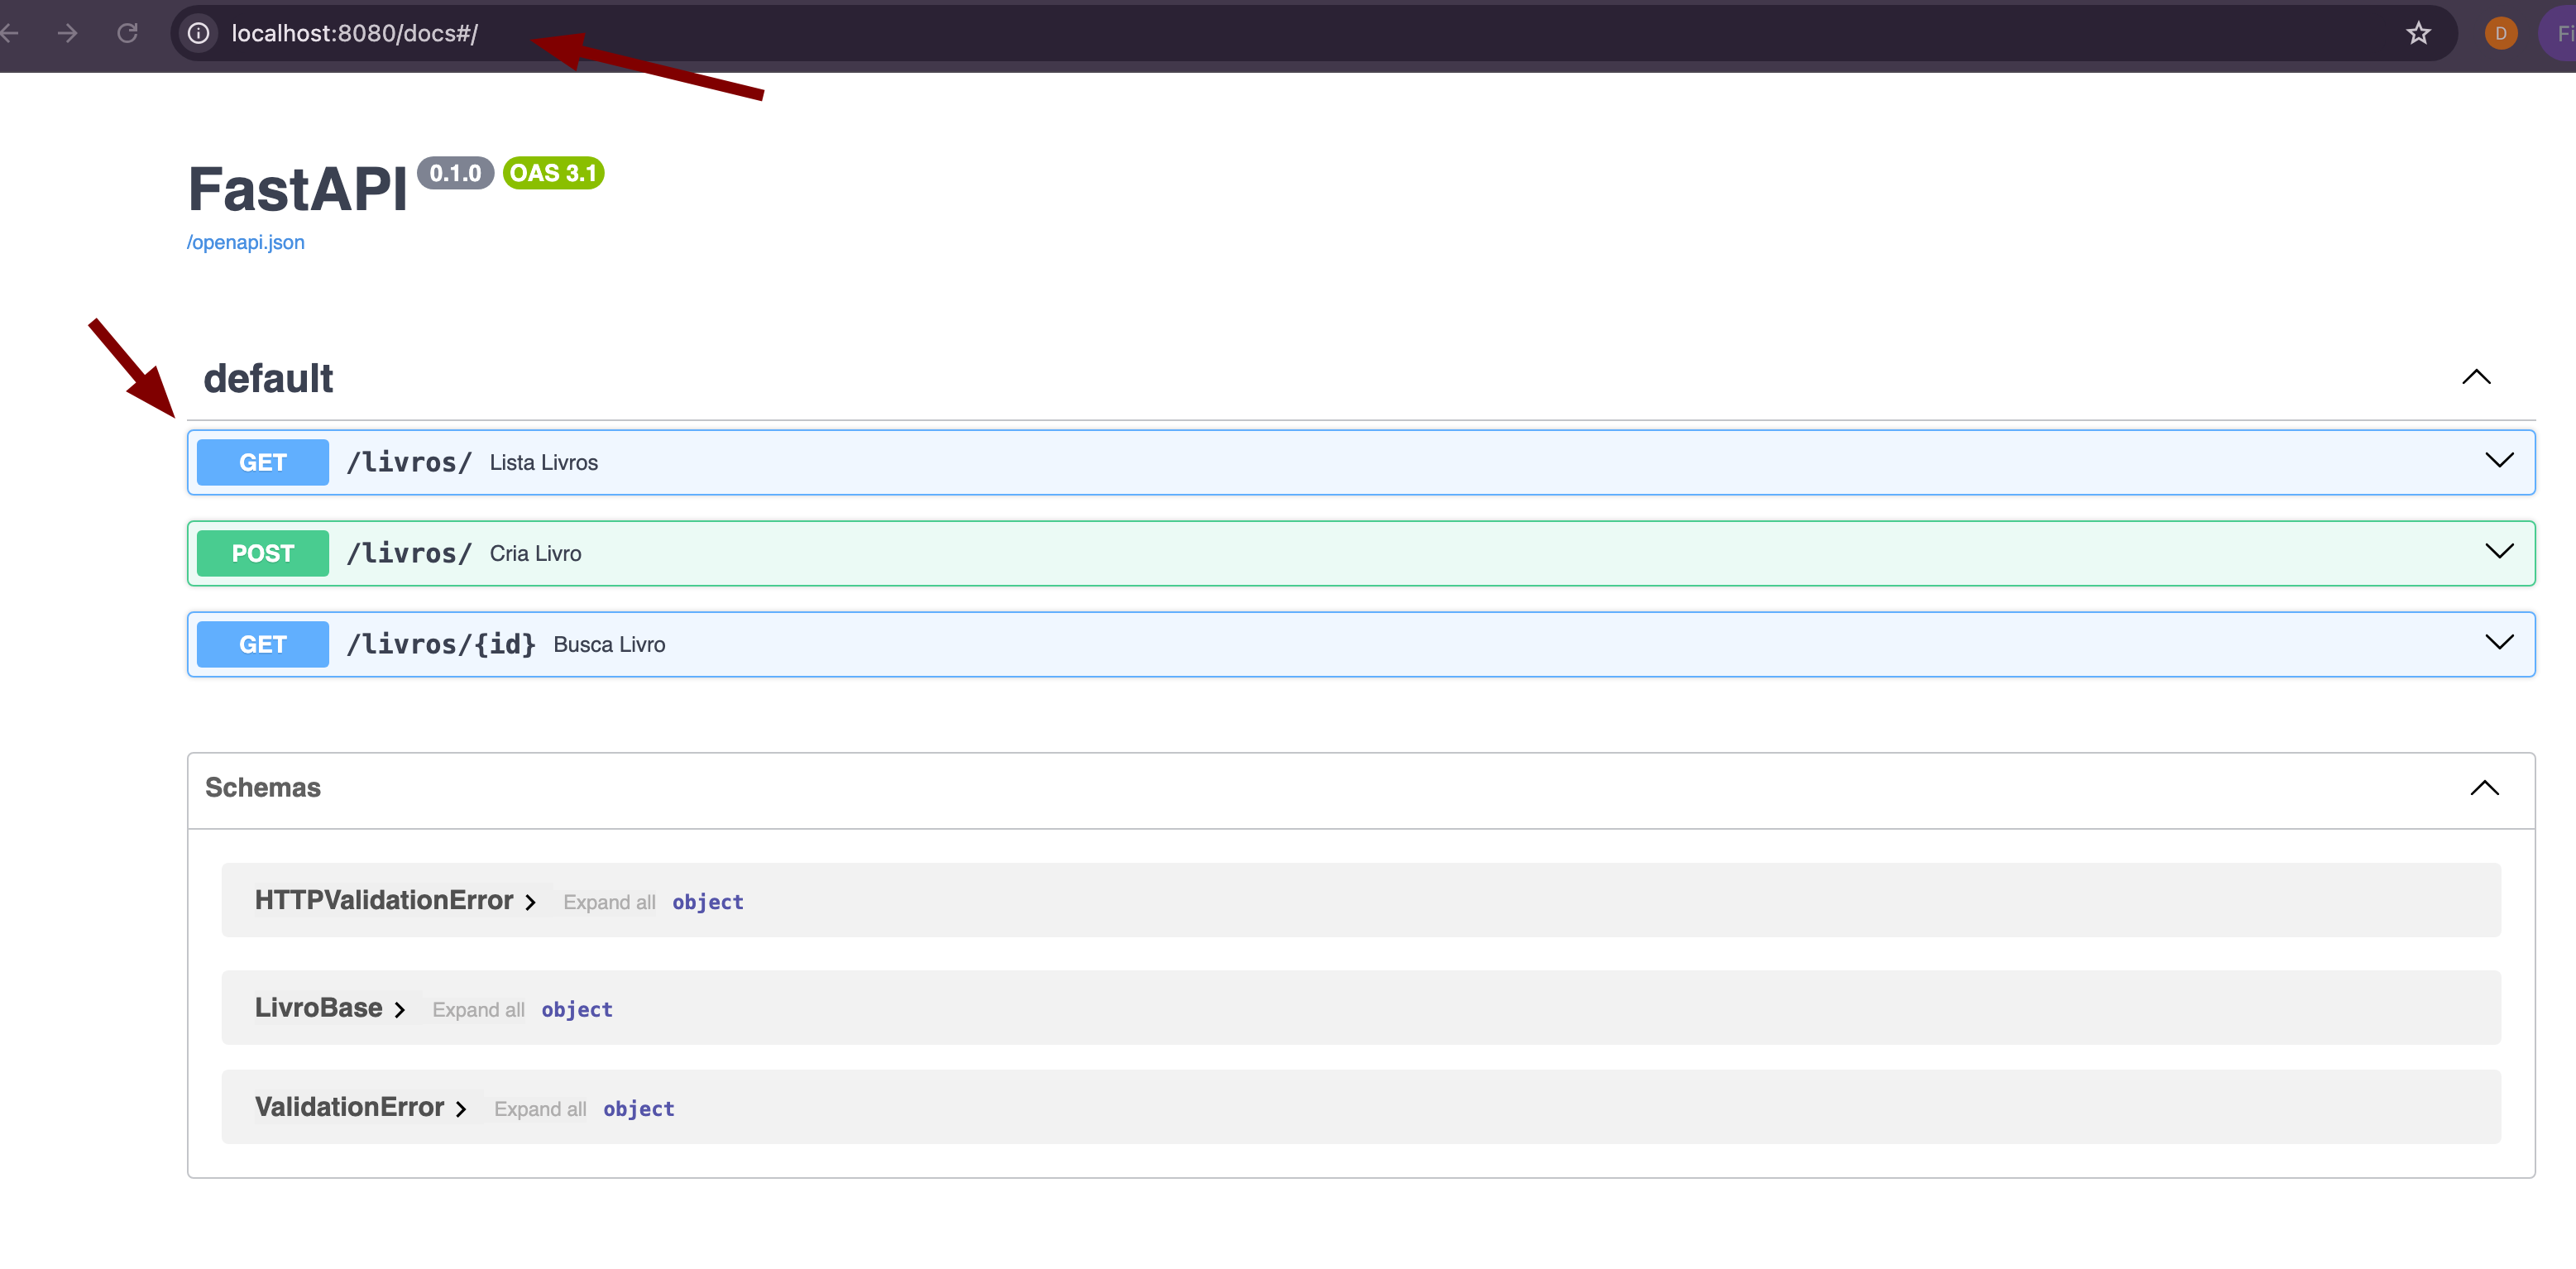 localhost:8080/docs#/
D
Fi
FastAPI 0.1.0 OAS 3.1
/openapi.json
default
GET /livros/ Lista Livros
POST /livros/ Cria Livro
GET /livros/{id} Busca Livro
Schemas
HTTPValidationError Expand all object
LivroBase Expand all object
ValidationError Expand all object